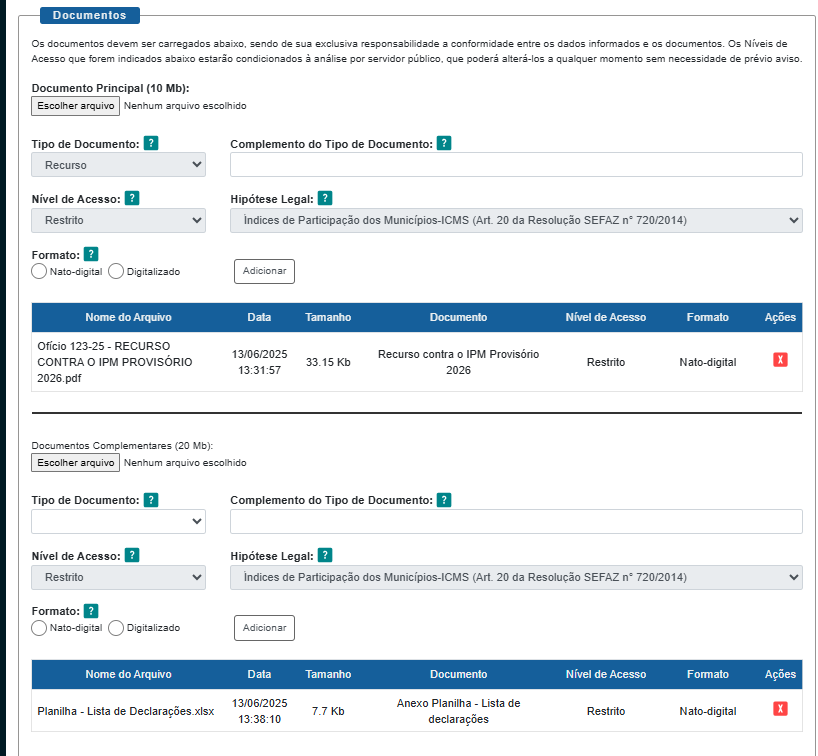 Documentos
Os documentos devem ser carregados abaixo, sendo de sua exclusiva responsabilidade a conformidade entre os dados informados e os documentos. Os Níveis de
Acesso que forem indicados abaixo estarão condicionados à análise por servidor público, que poderá alterá-los a qualquer momento sem necessidade de prévio aviso.
Documento Principal (10 Mb):
Escolher arquivo Nenhum arquivo escolhido
Tipo de Documento: ? Complemento do Tipo de Documento: ?
Recurso
Nível de Acesso: ? Hipótese Legal: ?
Restrito Índices de Participação dos Municípios-ICMS (Art. 20 da Resolução SEFAZ n° 720/2014)
Formato: ?
Nato-digital Digitalizado Adicionar
Nome do Arquivo Data Tamanho Documento Nível de Acesso Formato Ações
Ofício 123-25 - RECURSO
CONTRA O IPM PROVISÓRIO
2026.pdf
13/06/2025
13:31:57
33.15 Kb
Recurso contra o IPM Provisório
2026
Restrito
Nato-digital
X
Documentos Complementares (20 Mb):
Escolher arquivo Nenhum arquivo escolhido
Tipo de Documento: ? Complemento do Tipo de Documento: ?
Nível de Acesso: ? Hipótese Legal: ?
Restrito Índices de Participação dos Municípios-ICMS (Art. 20 da Resolução SEFAZ n° 720/2014)
Formato: ?
Nato-digital Digitalizado Adicionar
Nome do Arquivo Data Tamanho Documento Nível de Acesso Formato Ações
Planilha - Lista de Declarações.xlsx
13/06/2025
13:38:10
7.7 Kb
Anexo Planilha - Lista de
declarações
Restrito
Nato-digital
X